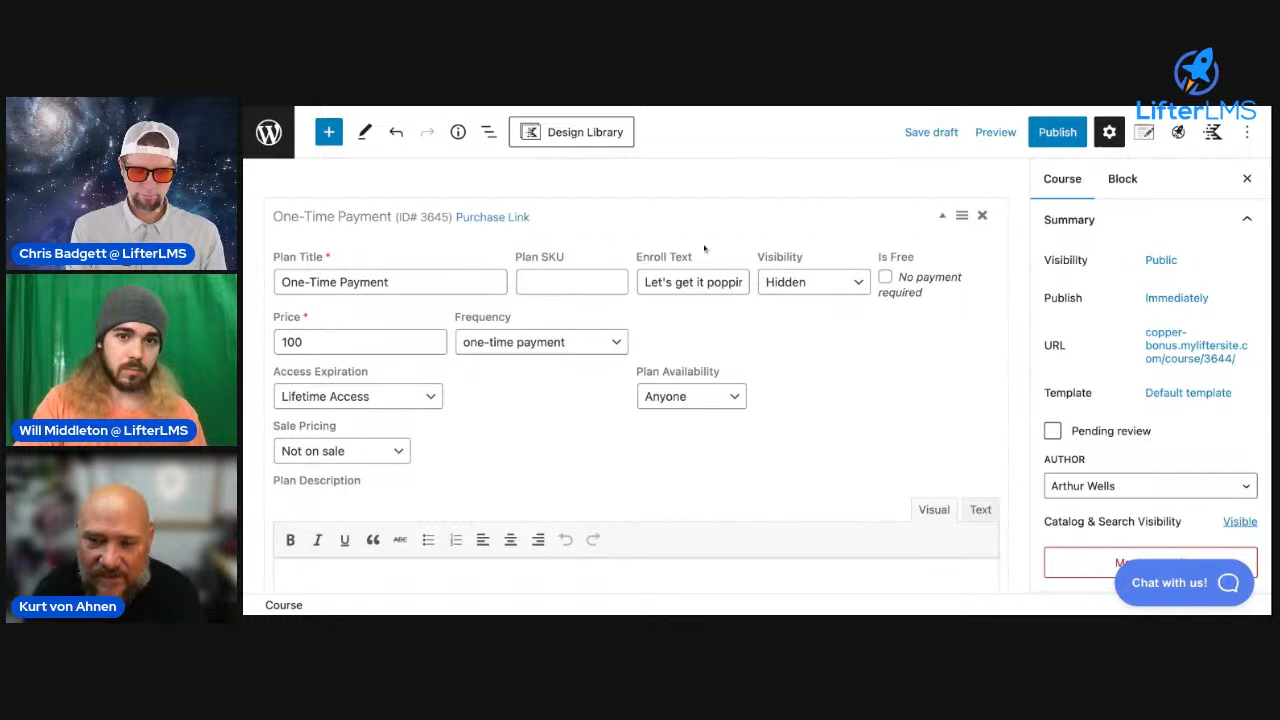 LifterLMS
Design Library
Save draft
Preview
Publish
Course
Block
One-Time Payment (ID# 3645) Purchase Link
Summary
Plan Title *
Plan SKU
Enroll Text
Visibility
Is Free
One-Time Payment
Let's get it poppir
Hidden
No payment
required
Visibility
Public
Price *
Frequency
Publish
Immediately
100
one-time payment
URL
copper-
bonus.myliftersite.c
om/course/3644/
Access Expiration
Plan Availability
Lifetime Access
Anyone
Template
Default template
Sale Pricing
Not on sale
Pending review
AUTHOR
Arthur Wells
Plan Description
Visual
Text
Catalog & Search Visibility
Visible
B I U
ABC
Chat with us!
Course
Chris Badgett @ LifterLMS
Will Middleton @ LifterLMS
Kurt von Ahnen